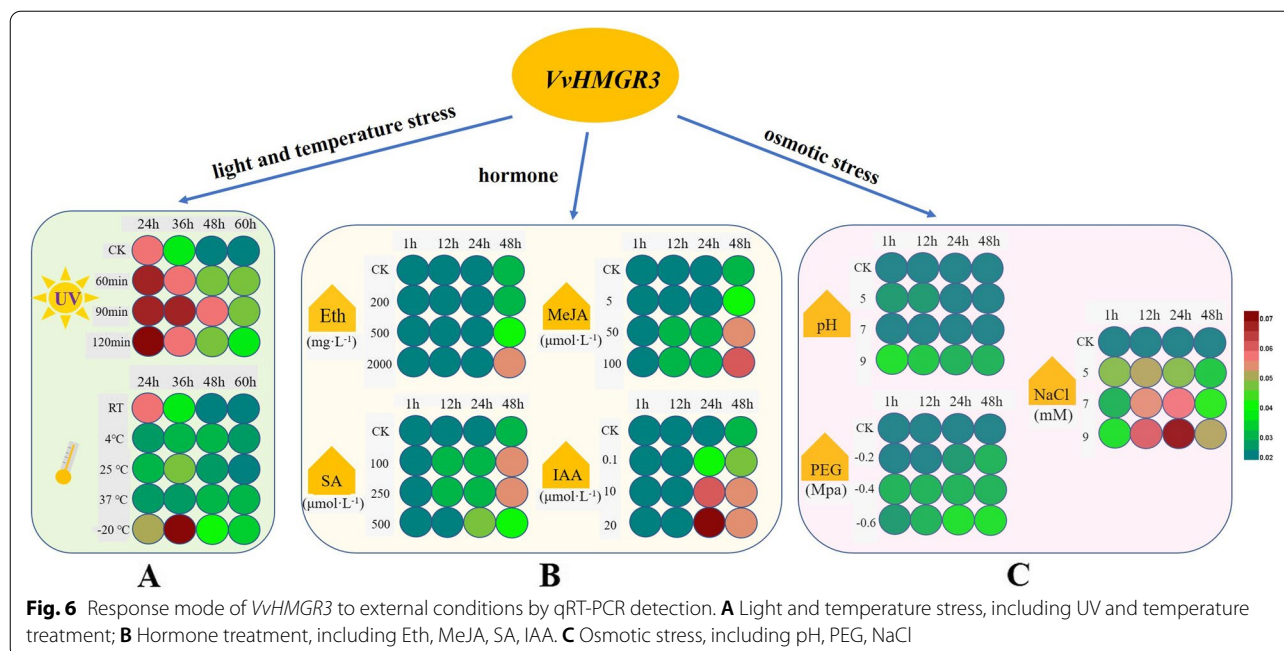 VvHMGR3
light and temperature stress
hormone
osmotic stress
24h 36h 48h 60h
CK
60min
90min
120min
UV
24h 36h 48h 60h
RT
4℃
25 ℃
37 ℃
-20 ℃
A
1h 12h 24h 48h
CK
200
500
2000
Eth
(mg·L⁻¹)
1h 12h 24h 48h
CK
5
50
100
MeJA
(μmol·L⁻¹)
1h 12h 24h 48h
CK
100
250
500
SA
(μmol·L⁻¹)
1h 12h 24h 48h
CK
0.1
10
20
IAA
(μmol·L⁻¹)
B
1h 12h 24h 48h
CK
5
7
9
pH
1h 12h 24h 48h
CK
-0.2
-0.4
-0.6
PEG
(Mpa)
1h 12h 24h 48h
CK
5
7
9
NaCl
(mM)
0.07
0.06
0.05
0.04
0.03
0.02
C
Fig. 6 Response mode of VvHMGR3 to external conditions by qRT-PCR detection. A Light and temperature stress, including UV and temperature
treatment; B Hormone treatment, including Eth, MeJA, SA, IAA. C Osmotic stress, including pH, PEG, NaCl